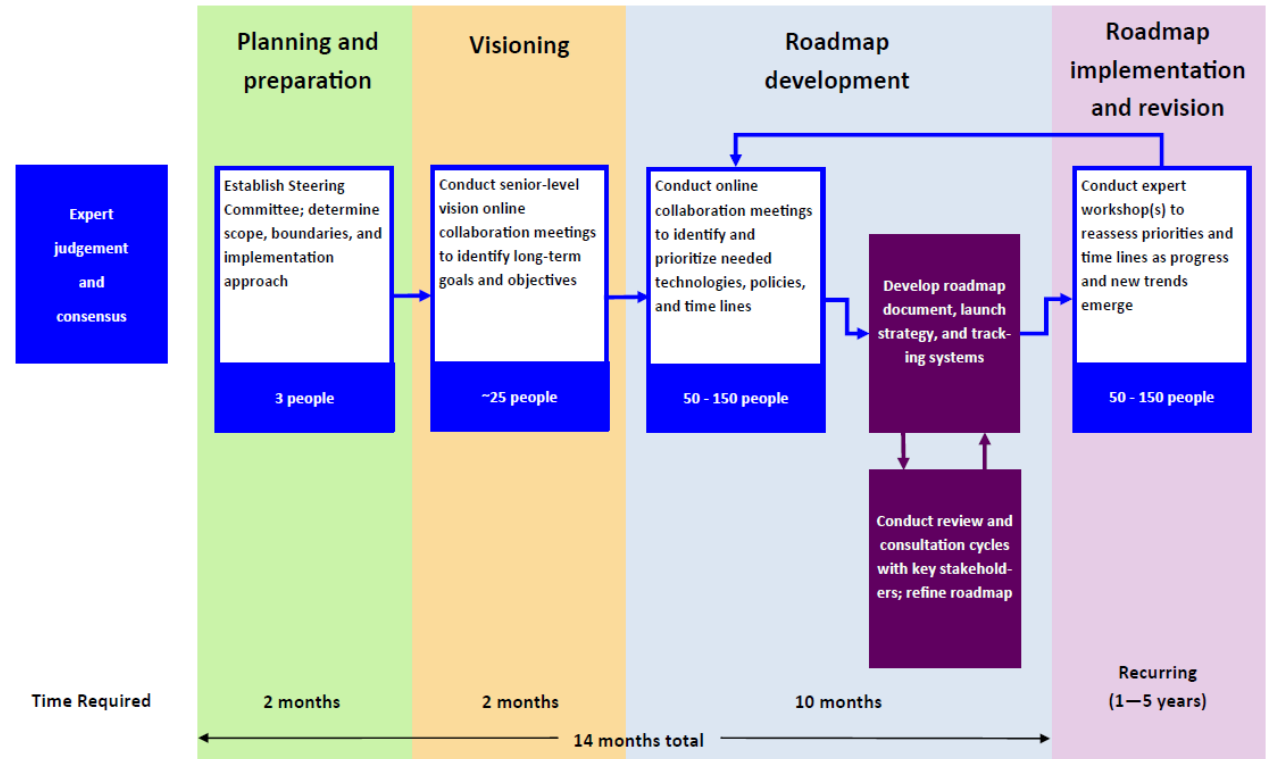 Planning and
preparation
Visioning
Roadmap
development
Roadmap
implementation
and revision
Expert
judgement
and
consensus
Establish Steering
Committee; determine
scope, boundaries, and
implementation
approach
3 people
Conduct senior-level
vision online
collaboration meetings
to identify long-term
goals and objectives
~25 people
Conduct online
collaboration meetings
to identify and
prioritize needed
technologies, policies,
and time lines
50 - 150 people
Develop roadmap
document, launch
strategy, and track-
ing systems
Conduct review and
consultation cycles
with key stakehold-
ers; refine roadmap
Conduct expert
workshop(s) to
reassess priorities and
time lines as progress
and new trends
emerge
50 - 150 people
Time Required
2 months
2 months
10 months
Recurring
(1—5 years)
14 months total